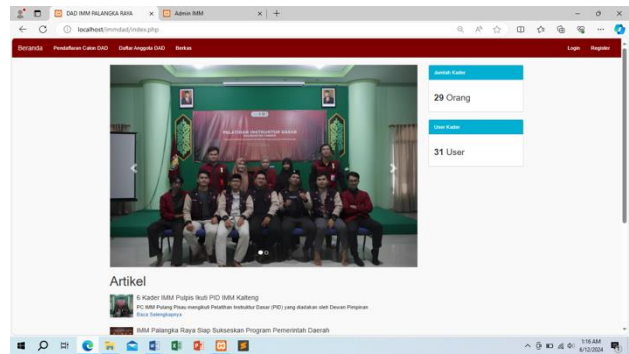 DAD IMM PALANGKA RAYA
Admin IMM
localhost/immdad/index.php
Beranda Pendaftaran Calon DAD Daftar Anggota DAD Berkas Login Register
Jumlah Kader
29 Orang
User Kader
31 User
PELATIHAN INSTRUKTUR DASAR
Artikel
6 Kader IMM Pulpis Ikuti PID IMM Kalteng
PC IMM Pulang Pisau mengikuti Pelatihan Instruktur Dasar (PID) yang diadakan oleh Dewan Pimpinan
Baca Selengkapnya
IMM Palangka Raya Siap Sukseskan Program Pemerintah Daerah
1:16 AM
6/12/2024